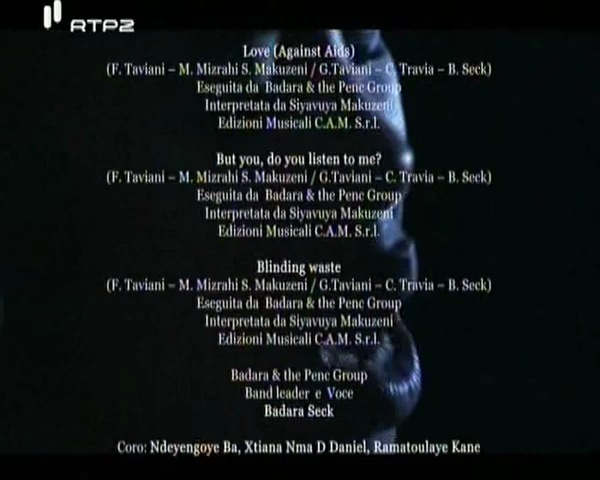 RTP2
Love (Against Aids)
(F. Taviani – M. Mizrahi S. Makuzeni / G.Taviani – C. Travia – B. Seck)
Eseguita da Badara & the Penc Group
Interpretata da Siyavuya Makuzeni
Edizioni Musicali C.A.M. S.r.l.
But you, do you listen to me?
(F. Taviani – M. Mizrahi S. Makuzeni / G.Taviani – C. Travia – B. Seck)
Eseguita da Badara & the Penc Group
Interpretata da Siyavuya Makuzeni
Edizioni Musicali C.A.M. S.r.l.
Blinding waste
(F. Taviani – M. Mizrahi S. Makuzeni / G.Taviani – C. Travia – B. Seck)
Eseguita da Badara & the Penc Group
Interpretata da Siyavuya Makuzeni
Edizioni Musicali C.A.M. S.r.l.
Badara & the Penc Group
Band leader e Voce
Badara Seck
Coro: Ndeyengoye Ba, Xtiana Nma D Daniel, Ramatoulaye Kane